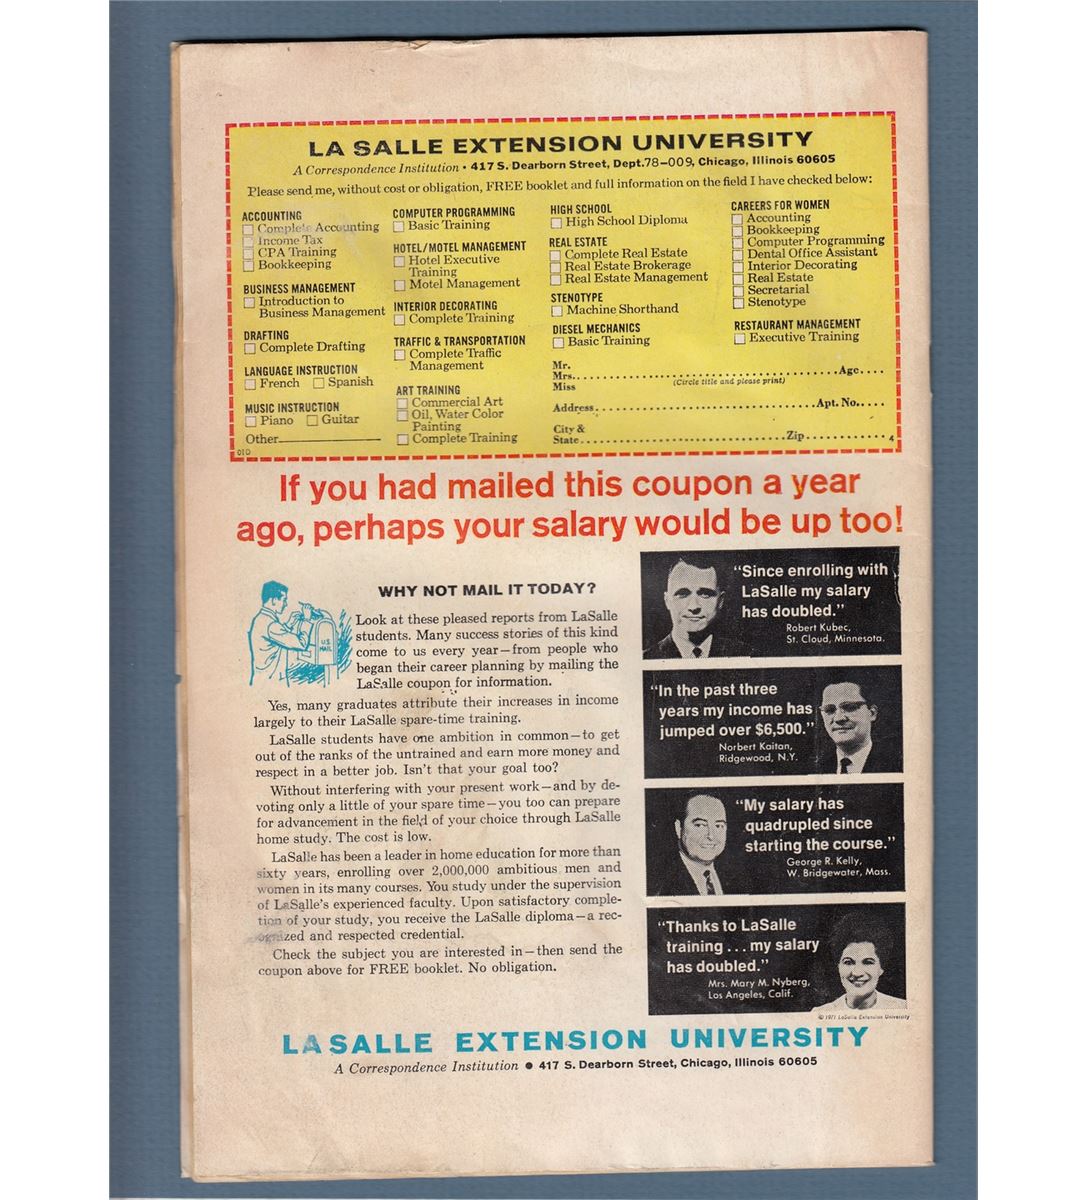 LA SALLE EXTENSION UNIVERSITY
A Correspondence Institution • 417 S. Dearborn Street, Dept. 78-009, Chicago, Illinois 60605
Please send me, without cost or obligation, FREE booklet and full information on the field I have checked below:
ACCOUNTING
Complete Accounting
Income Tax
CPA Training
Bookkeeping
BUSINESS MANAGEMENT
Introduction to
Business Management
DRAFTING
Complete Drafting
LANGUAGE INSTRUCTION
French Spanish
MUSIC INSTRUCTION
Piano Guitar
Other
010
COMPUTER PROGRAMMING
Basic Training
HOTEL/MOTEL MANAGEMENT
Hotel Executive
Training
Motel Management
INTERIOR DECORATING
Complete Training
TRAFFIC & TRANSPORTATION
Complete Traffic
Management
ART TRAINING
Commercial Art
Oil, Water Color
Painting
Complete Training
HIGH SCHOOL
High School Diploma
REAL ESTATE
Complete Real Estate
Real Estate Brokerage
Real Estate Management
STENOTYPE
Machine Shorthand
DIESEL MECHANICS
Basic Training
CAREERS FOR WOMEN
Accounting
Bookkeeping
Computer Programming
Dental Office Assistant
Interior Decorating
Real Estate
Secretarial
Stenotype
RESTAURANT MANAGEMENT
Executive Training
Mr.
Mrs. Age
Miss (Circle title and please print)
Address Apt. No.
City &
State Zip 4
If you had mailed this coupon a year
ago, perhaps your salary would be up too!
WHY NOT MAIL IT TODAY?
U.S.
MAIL
Look at these pleased reports from LaSalle
students. Many success stories of this kind
come to us every year—from people who
began their career planning by mailing the
LaSalle coupon for information.
Yes, many graduates attribute their increases in income
largely to their LaSalle spare-time training.
LaSalle students have one ambition in common—to get
out of the ranks of the untrained and earn more money and
respect in a better job. Isn't that your goal too?
Without interfering with your present work—and by de-
voting only a little of your spare time—you too can prepare
for advancement in the field of your choice through LaSalle
home study. The cost is low.
LaSalle has been a leader in home education for more than
sixty years, enrolling over 2,000,000 ambitious men and
women in its many courses. You study under the supervision
of LaSalle's experienced faculty. Upon satisfactory comple-
tion of your study, you receive the LaSalle diploma—a rec-
ognized and respected credential.
Check the subject you are interested in—then send the
coupon above for FREE booklet. No obligation.
"Since enrolling with
LaSalle my salary
has doubled."
Robert Kubec,
St. Cloud, Minnesota.
"In the past three
years my income has
jumped over $6,500."
Norbert Kaitan,
Ridgewood, N.Y.
"My salary has
quadrupled since
starting the course."
George R. Kelly,
W. Bridgewater, Mass.
"Thanks to LaSalle
training ... my salary
has doubled."
Mrs. Mary M. Nyberg,
Los Angeles, Calif.
© 1971 LaSalle Extension University
LA SALLE EXTENSION UNIVERSITY
A Correspondence Institution • 417 S. Dearborn Street, Chicago, Illinois 60605